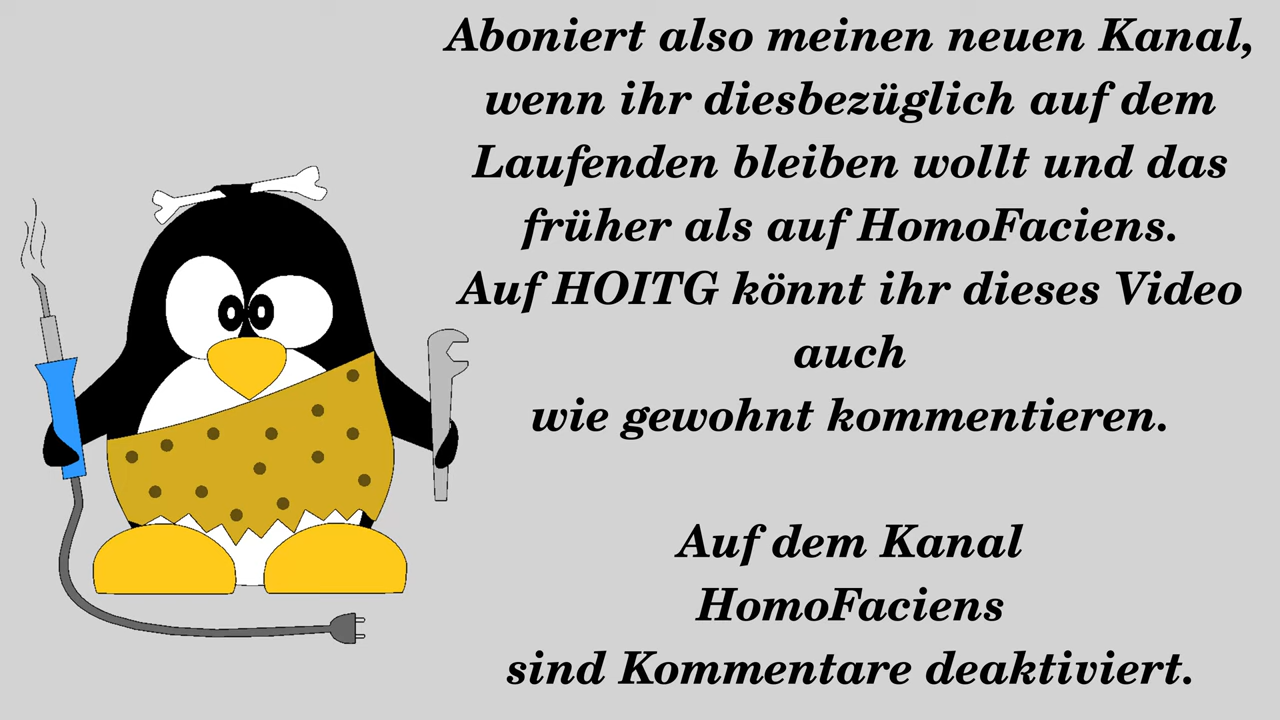 Aboniert also meinen neuen Kanal,
wenn ihr diesbezüglich auf dem
Laufenden bleiben wollt und das
früher als auf HomoFaciens.
Auf HOITG könnt ihr dieses Video
auch
wie gewohnt kommentieren.
Auf dem Kanal
HomoFaciens
sind Kommentare deaktiviert.